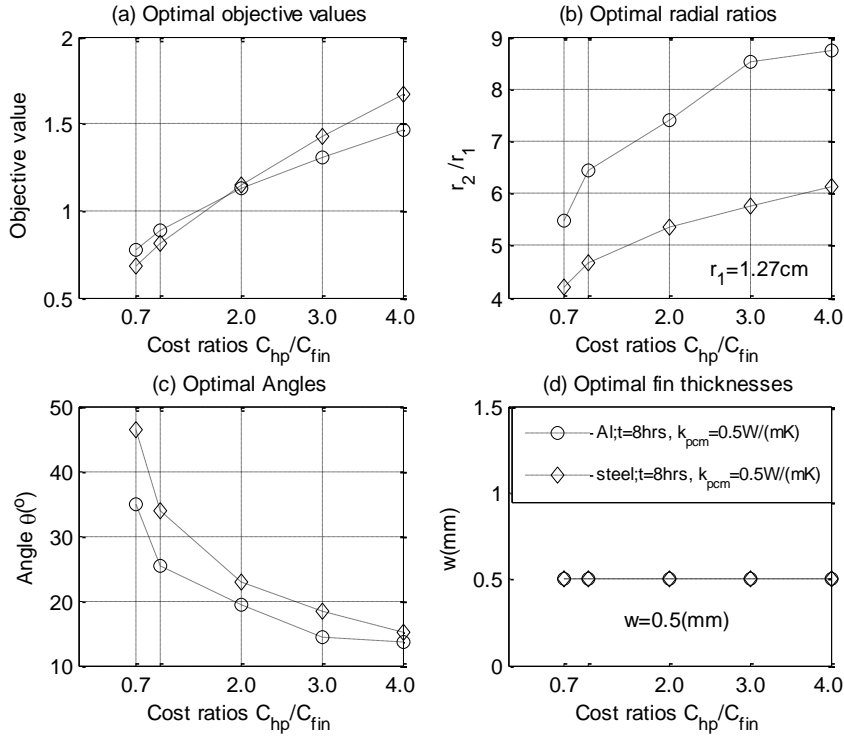 (a) Optimal objective values
2
1.5
1
0.5
Objective value
0.7 2.0 3.0 4.0
Cost ratios C_hp/C_fin
(b) Optimal radial ratios
9
8
7
6
5
4
r_2/r_1
r_1=1.27cm
0.7 2.0 3.0 4.0
Cost ratios C_hp/C_fin
(c) Optimal Angles
50
40
30
20
10
Angle θ(º)
0.7 2.0 3.0 4.0
Cost ratios C_hp/C_fin
(d) Optimal fin thicknesses
1.5
1
0.5
0
w(mm)
Al;t=8hrs, k_pcm=0.5W/(mK)
steel;t=8hrs, k_pcm=0.5W/(mK)
w=0.5(mm)
0.7 2.0 3.0 4.0
Cost ratios C_hp/C_fin